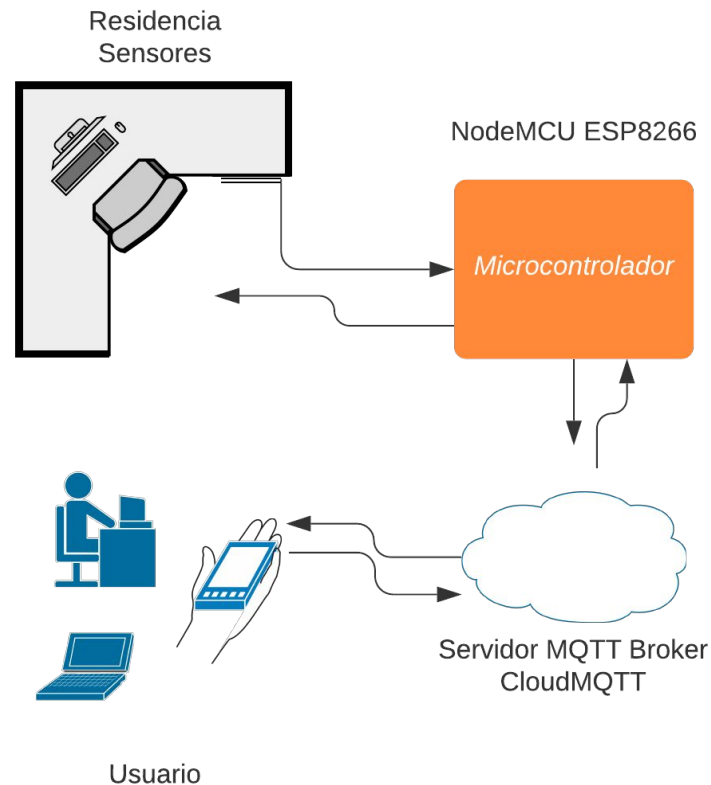 Residencia
Sensores
NodeMCU ESP8266
Microcontrolador
Servidor MQTT Broker
CloudMQTT
Usuario